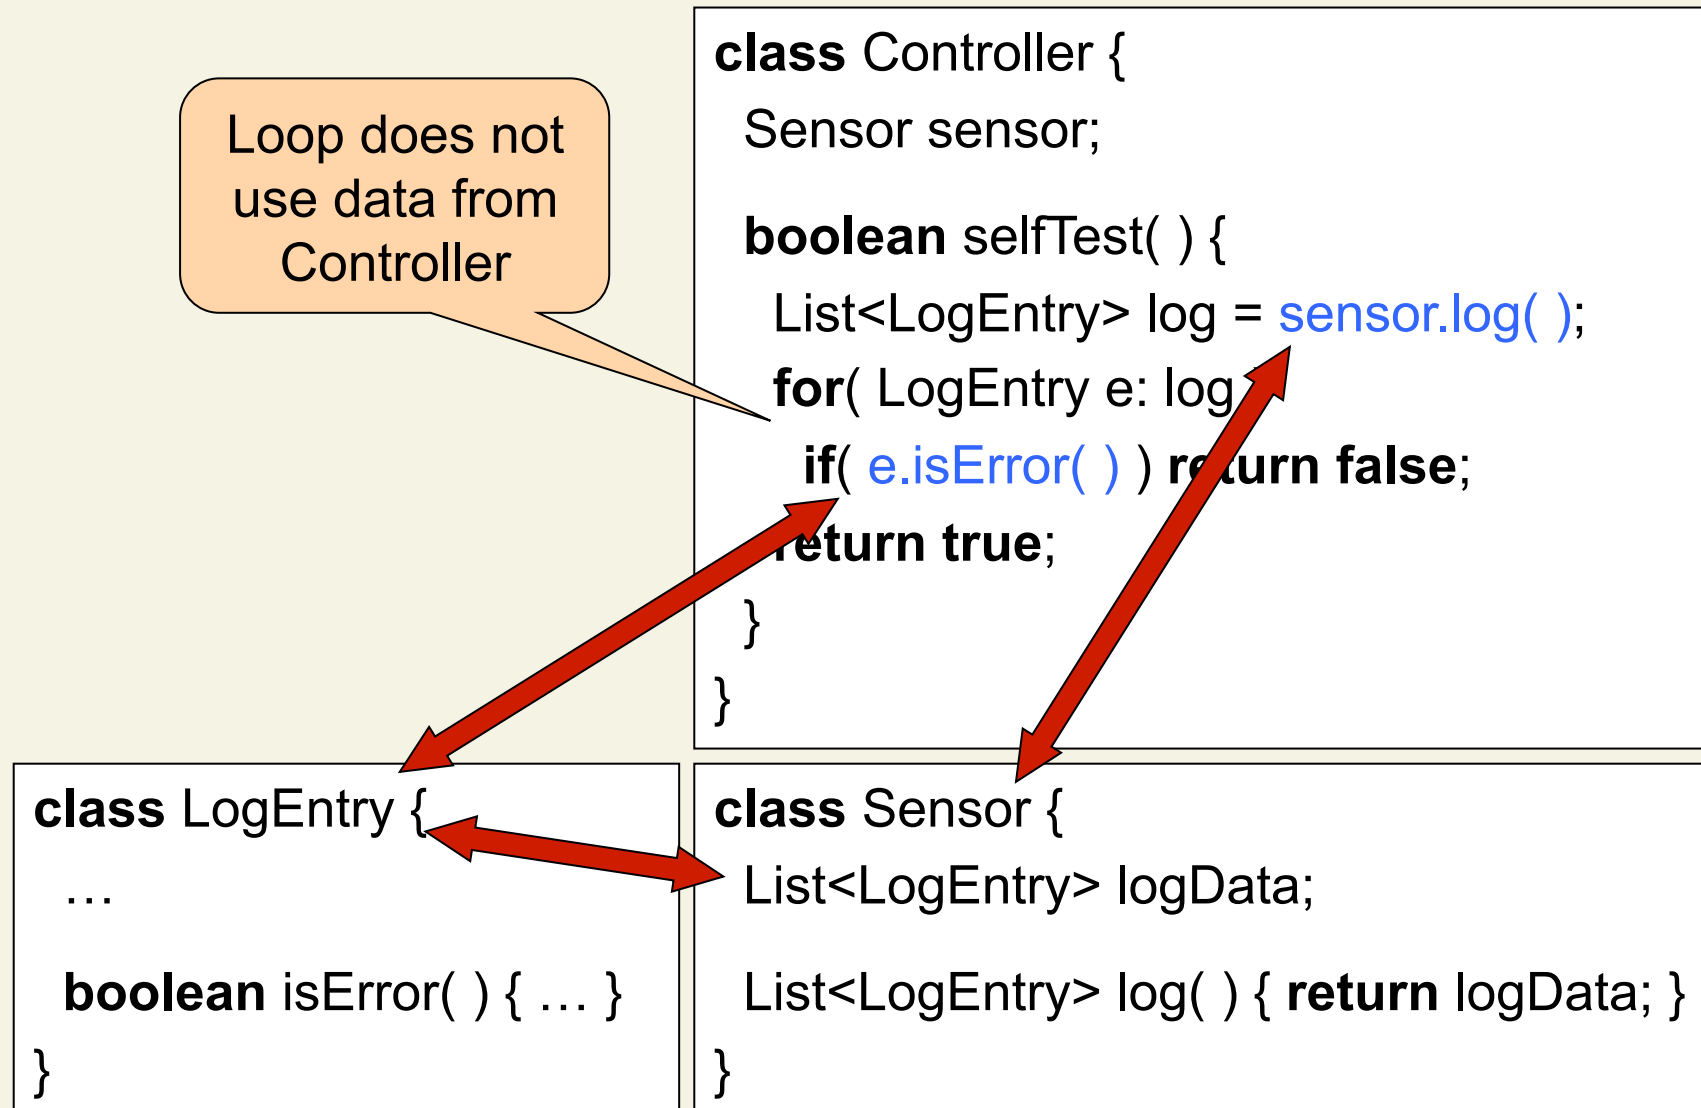 Loop does not
use data from
Controller
class Controller {
Sensor sensor;
boolean selfTest( ) {
List<LogEntry> log = sensor.log( );
for( LogEntry e: log
if( e.isError( ) ) return false;
return true;
}
}
class LogEntry {
…
boolean isError( ) { … }
}
class Sensor {
List<LogEntry> logData;
List<LogEntry> log( ) { return logData; }
}